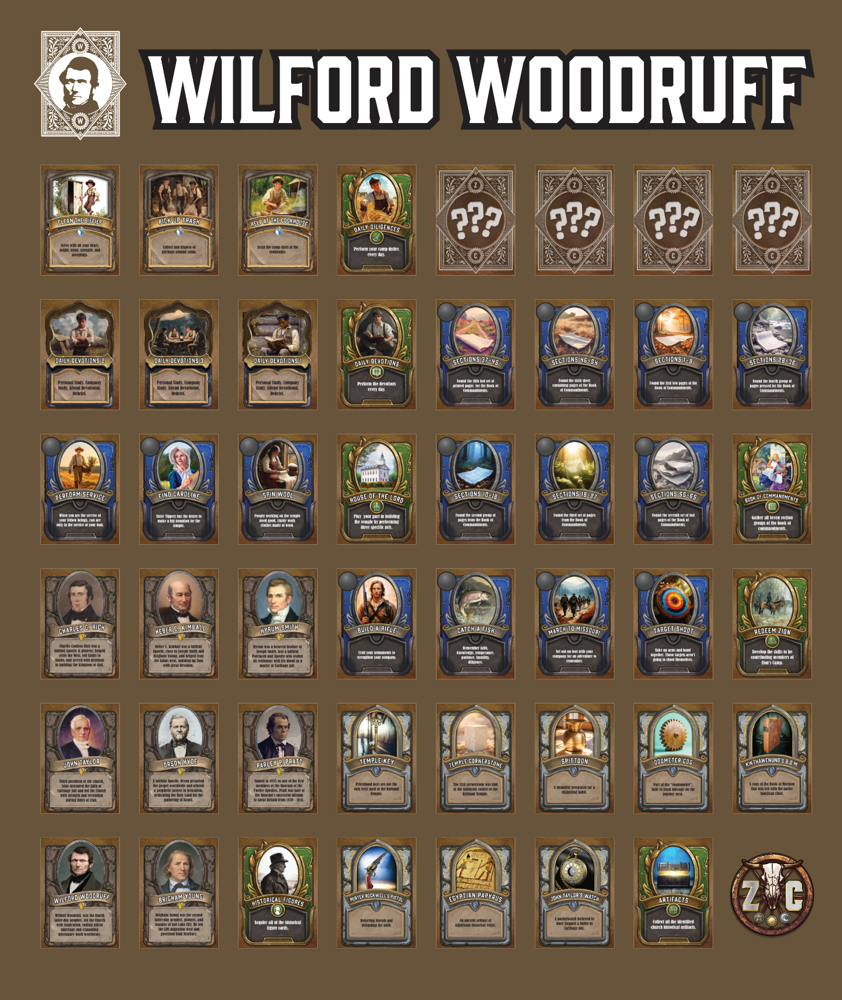 W
W
WILFORD WOODRUFF
CLEAN THE BIFFIES
Serve with all your heart,
might, mind, strength, and
nosepings.
PICK UP TRASH
Collect and dispose of
garbage around camp.
HELP AT THE COOKHOUSE
Assist the camp chefs at the
cookhouse.
DAILY DILIGENCES
Perform your camp duties
every day.
Z
???
C
Z
???
C
Z
???
C
Z
???
C
DAILY DEVOTIONS 2
Personal Study, Company
Study, Attend Devotional,
Debrief.
DAILY DEVOTIONS 3
Personal Study, Company
Study, Attend Devotional,
Debrief.
DAILY DEVOTIONS 1
Personal Study, Company
Study, Attend Devotional,
Debrief.
DAILY DEVOTIONS
Perform the devotions
every day.
SECTIONS 37-45
Found the fifth lost set of
printed pages for the Book of
Commandments.
SECTIONS 46-54
Found the sixth sheet
containing pages of the Book
of Commandments.
SECTIONS 1-9
Found the first few pages of the
Book of Commandments.
SECTIONS 28-36
Found the fourth group of
pages pressed for the Book of
Commandments.
PERFORM SERVICE
When you are the service of
your fellow beings, you are
only in the service of your God.
FIND CAROLINE
Sister Tippets has the desire to
make a big donation for the
temple.
SPIN WOOL
People working on the temple
need good, sturdy work
clothes made of wool.
HOUSE OF THE LORD
Play your part in building
the temple by performing
three specific acts.
SECTIONS 10-18
Found the second group of
pages from the Book of
Commandments.
SECTIONS 19-27
Found the third set of pages
from the Book of
Commandments.
SECTIONS 55-65
Found the seventh set of lost
pages of the Book of
Commandments.
BOOK OF COMMANDMENTS
Gather all Seven section
groups of the book of
commandments.
CHARLES C. RICH
Charles Coulson Rich was a
faithful Apostle & pioneer, helped
settle the West, led Saints to
Idaho, and served with devotion
in building the kingdom of God.
HEBER C. KIMBALL
Heber C. Kimball was a faithful
Apostle, close to Joseph Smith and
Brigham Young, and helped lead
the Saints west, building up Zion
with great devotion.
HYRUM SMITH
Hyrum was a beloved brother of
Joseph Smith, was a faithful
Patriarch and Apostle who sealed
his testimony with his blood as a
martyr at Carthage Jail.
BUILD A RIFLE
Craft your armaments to
strengthen your company.
CATCH A FISH
Remember faith,
knowledge, temperance,
patience, humility,
diligence.
MARCH TO MISSOURI
Set out on foot with your
company for an adventure to
remember.
TARGET SHOOT
Take up arms and band
together. Those targets aren't
going to shoot themselves.
REDEEM ZION
Develop the skills to be
contributing members of
Zion's Camp.
JOHN TAYLOR
Third president of the church,
John defended the faith at
Carthage Jail and led the Church
with strength and revelation
during times of trial.
ORSON HYDE
A faithful Apostle, Orson preached
the gospel worldwide and offered
a prophetic prayer in Jerusalem,
dedicating the Holy Land for the
gathering of Israel.
PARLEY P. PRATT
Named in 1835 as one of the first
members of the Quorum of the
Twelve Apostles, Pratt was part of
the Quorum's successful mission
to Great Britain from 1839 - 1841.
TEMPLE KEY
Priesthood keys are not the
only keys used at the Kirtland
Temple.
TEMPLE CORNERSTONE
The first cornerstone was laid
at the southeast corner of the
Kirtland Temple.
SPITTOON
A beautiful receptacle for a
disgusting habit.
ODOMETER COG
Part of the "roadometer",
built to track mileage on the
journey west.
KIKTHAWENUND'S B.O.M.
A copy of the Book of Mormon
that was left with the native
American Chief.
WILFORD WOODRUFF
Wilford Woodruff, was the fourth
latter-day prophet, led the Church
with inspiration, ending plural
marriage and expanding
missionary work worldwide.
BRIGHAM YOUNG
Brigham Young was the second
latter-day prophet, pioneer, and
founder of Salt Lake City. He led
the LDS migration west and
governed Utah Territory.
HISTORICAL FIGURES
Acquire all of the historical
figure cards.
PORTER ROCKWELL'S PISTOL
Deterring threats and
defending the faith.
EGYPTIAN PAPYRUS
An ancient artifact of
significant historical value.
JOHN TAYLOR'S WATCH
A pocketwatch believed to
have stopped a bullet in
Carthage Jail.
ARTIFACTS
Collect all the identified
church historical artifacts.
Z C